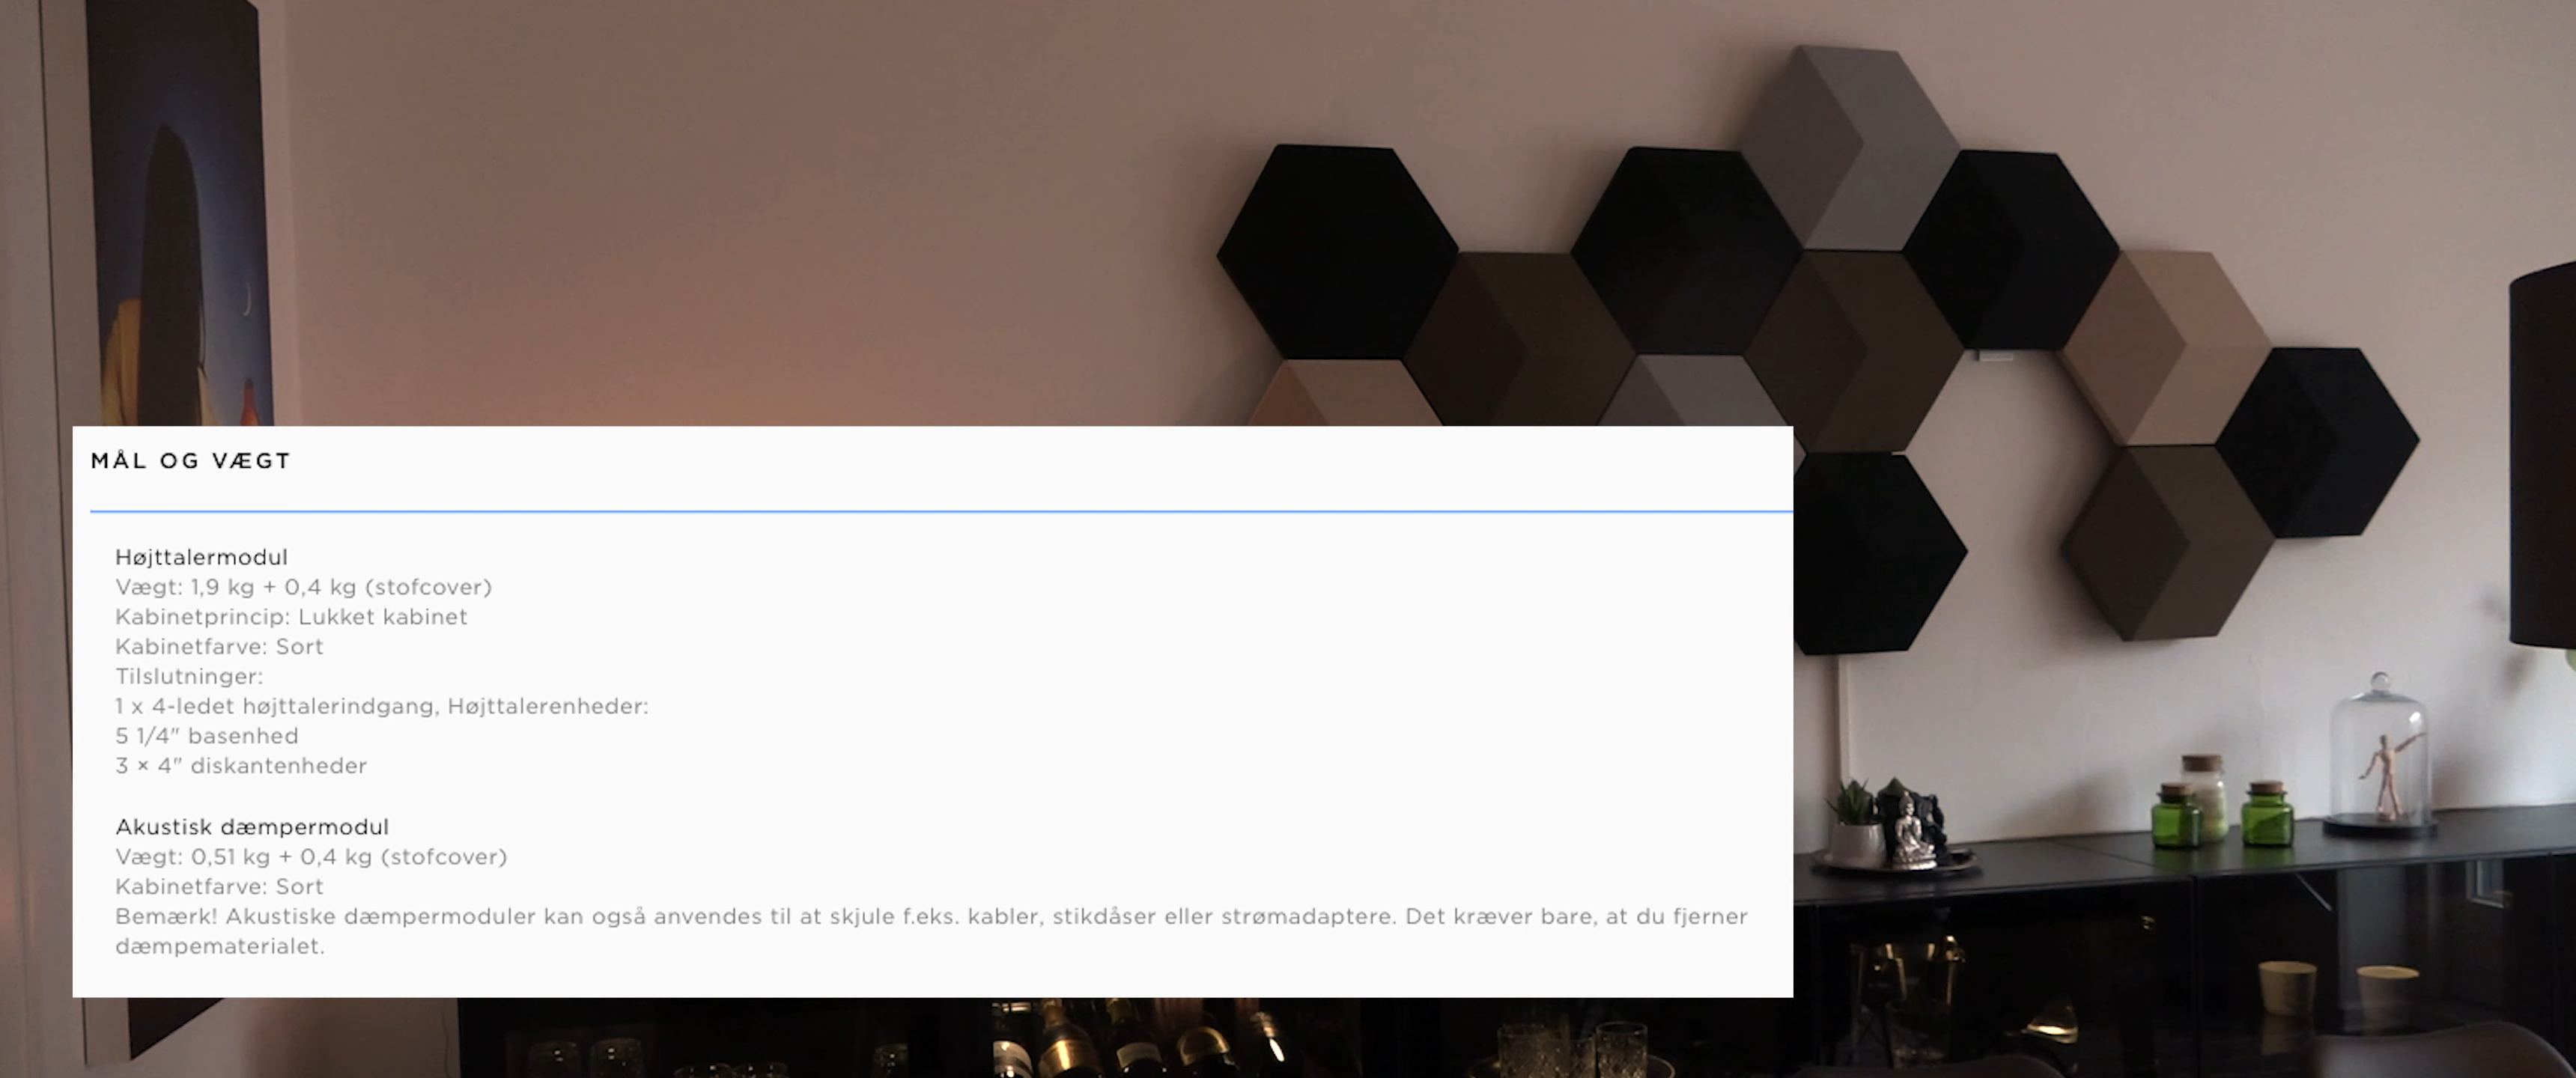 MÅL OG VÆGT
Højttalermodul
Vægt: 1,9 kg + 0,4 kg (stofcover)
Kabinetprincip: Lukket kabinet
Kabinetfarve: Sort
Tilslutninger:
1 x 4-ledet højttalerindgang, Højttalerenheder:
5 1/4" basenhed
3 × 4" diskantenheder
Akustisk dæmpermodul
Vægt: 0,51 kg + 0,4 kg (stofcover)
Kabinetfarve: Sort
Bemærk! Akustiske dæmpermoduler kan også anvendes til at skjule f.eks. kabler, stikdåser eller strømadaptere. Det kræver bare, at du fjerner
dæmpematerialet.